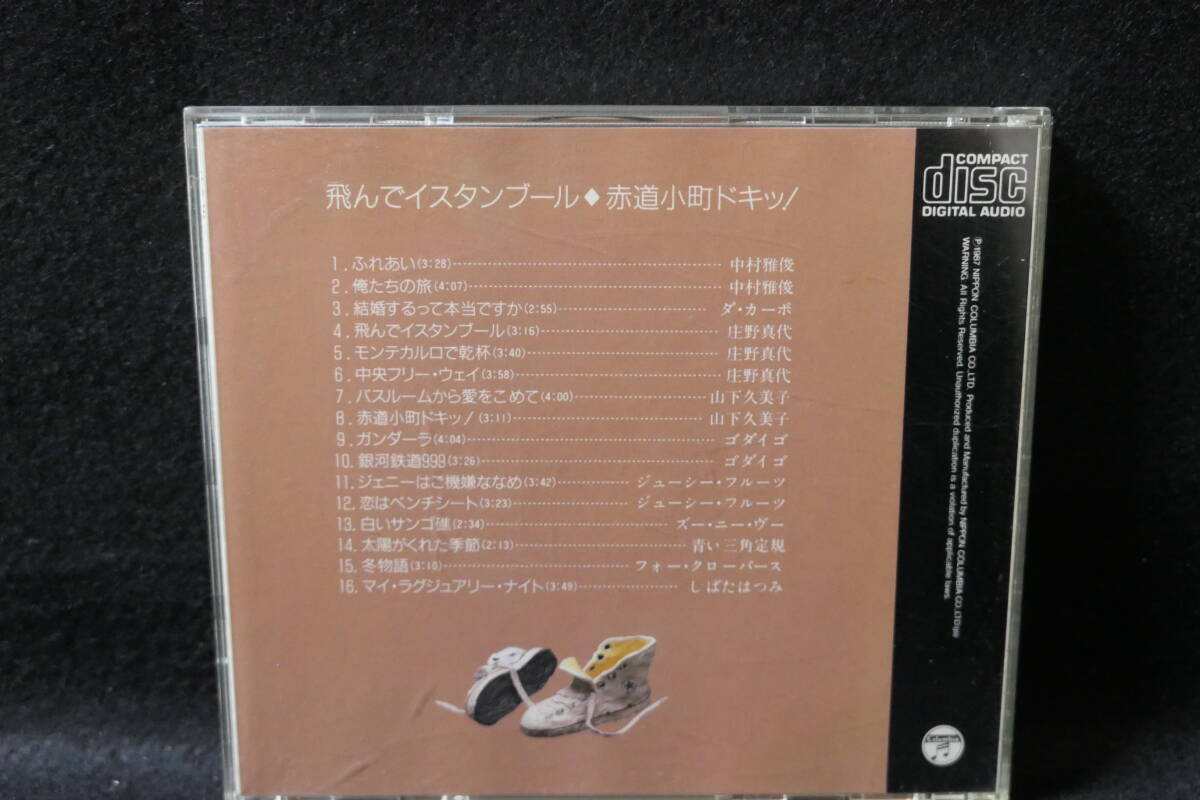 飛んでイスタンブール◆赤道小町ドキッ!
1.ふれあい(3:28)…中村雅俊
2.俺たちの旅(4:07)…中村雅俊
3.結婚するって本当ですか(2:55)…ダ・カーポ
4.飛んでイスタンブール(3:16)…庄野真代
5.モンテカルロで乾杯(3:40)…庄野真代
6.中央フリー・ウェイ(3:58)…庄野真代
7.バスルームから愛をこめて(4:00)…山下久美子
8.赤道小町ドキッ!(3:11)…山下久美子
9.ガンダーラ(4:04)…ゴダイゴ
10.銀河鉄道999(3:26)…ゴダイゴ
11.ジェニーはご機嫌ななめ(3:42)…ジューシー・フルーツ
12.恋はベンチシート(3:23)…ジューシー・フルーツ
13.白いサンゴ礁(2:34)…ズー・ニー・ヴー
14.太陽がくれた季節(2:13)…青い三角定規
15.冬物語(3:10)…フォー・クローバース
16.マイ・ラグジュアリー・ナイト(3:49)…しばたはつみ
COMPACT
disc
DIGITAL AUDIO
Ⓟ1987 NIPPON COLUMBIA CO.,LTD. Produced and Manufactured by NIPPON COLUMBIA CO.,LTD.
WARNING: All Rights Reserved. Unauthorized duplication is a violation of applicable laws.
Columbia